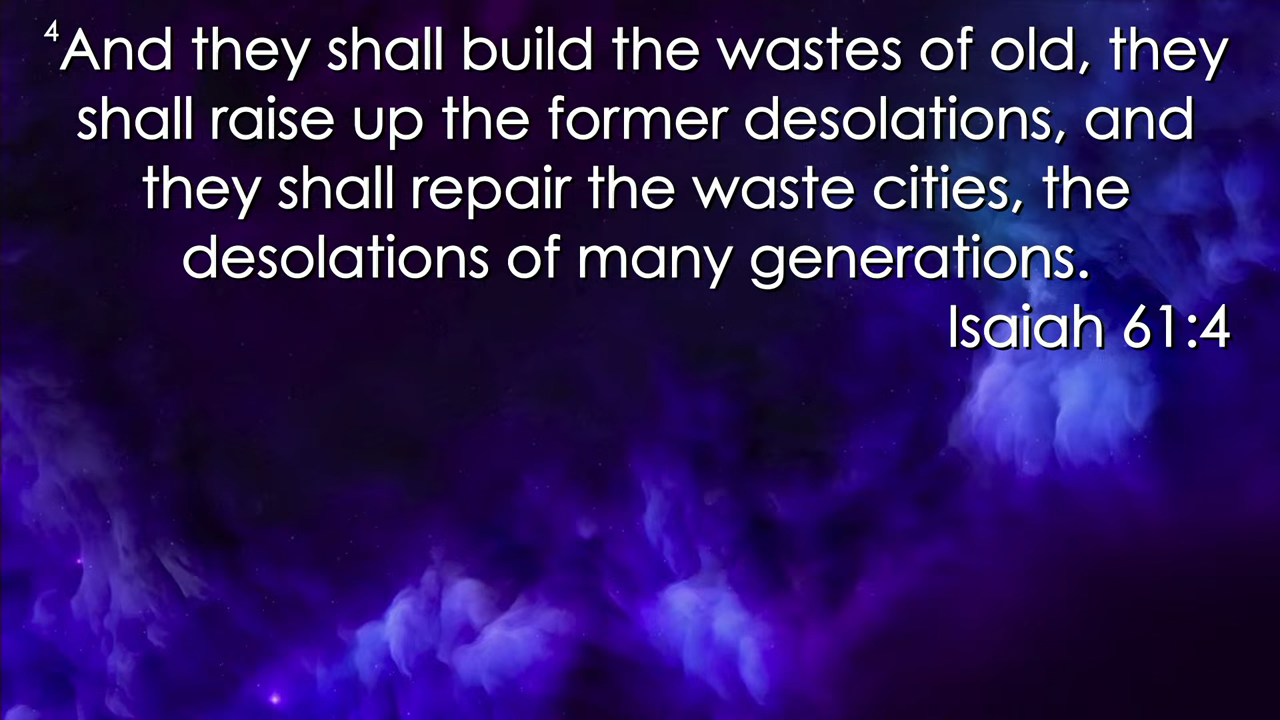 ⁴And they shall build the wastes of old, they
shall raise up the former desolations, and
they shall repair the waste cities, the
desolations of many generations.
Isaiah 61:4